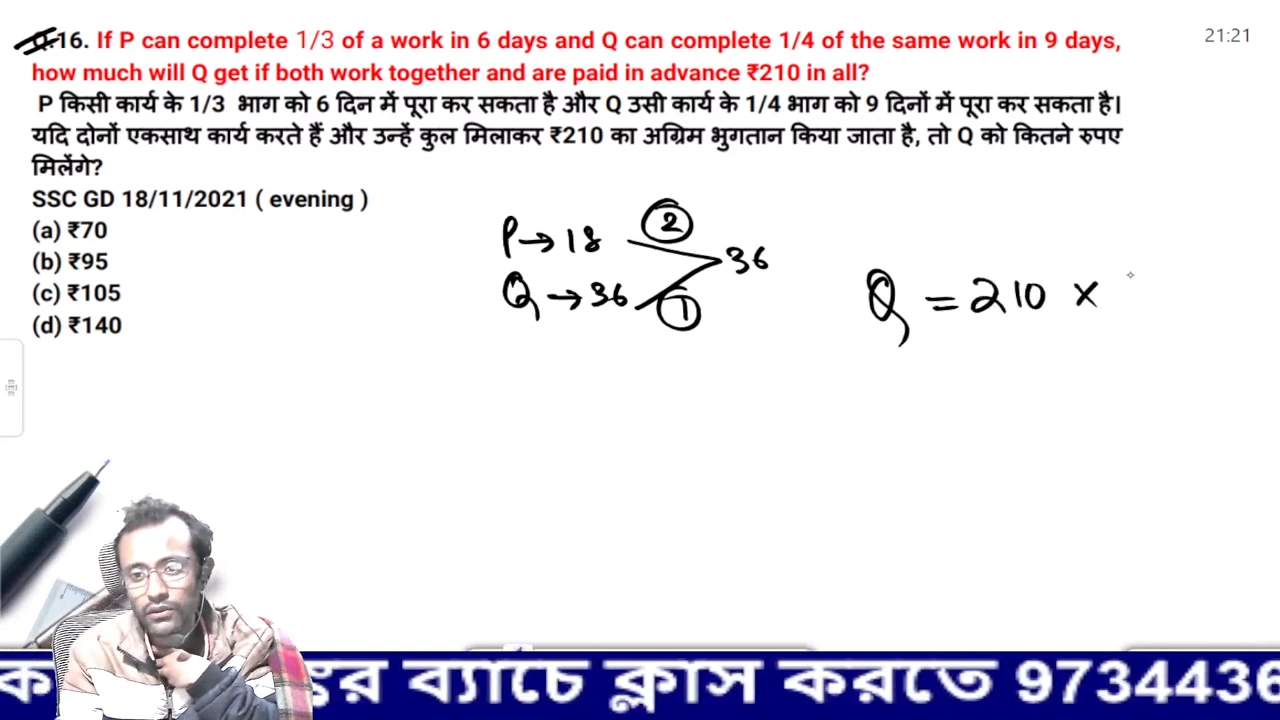 Q.16. If P can complete 1/3 of a work in 6 days and Q can complete 1/4 of the same work in 9 days,
how much will Q get if both work together and are paid in advance ₹210 in all?
P किसी कार्य के 1/3 भाग को 6 दिन में पूरा कर सकता है और Q उसी कार्य के 1/4 भाग को 9 दिनों में पूरा कर सकता है।
यदि दोनों एकसाथ कार्य करते हैं और उन्हें कुल मिलाकर ₹210 का अग्रिम भुगतान किया जाता है, तो Q को कितने रुपए
मिलेंगे?
SSC GD 18/11/2021 ( evening )
(a) ₹70
(b) ₹95
(c) ₹105
(d) ₹140
21:21
P → 18 2
36
Q → 36 1
Q = 210 ×
ব্যাচে ক্লাস করতে 9734436